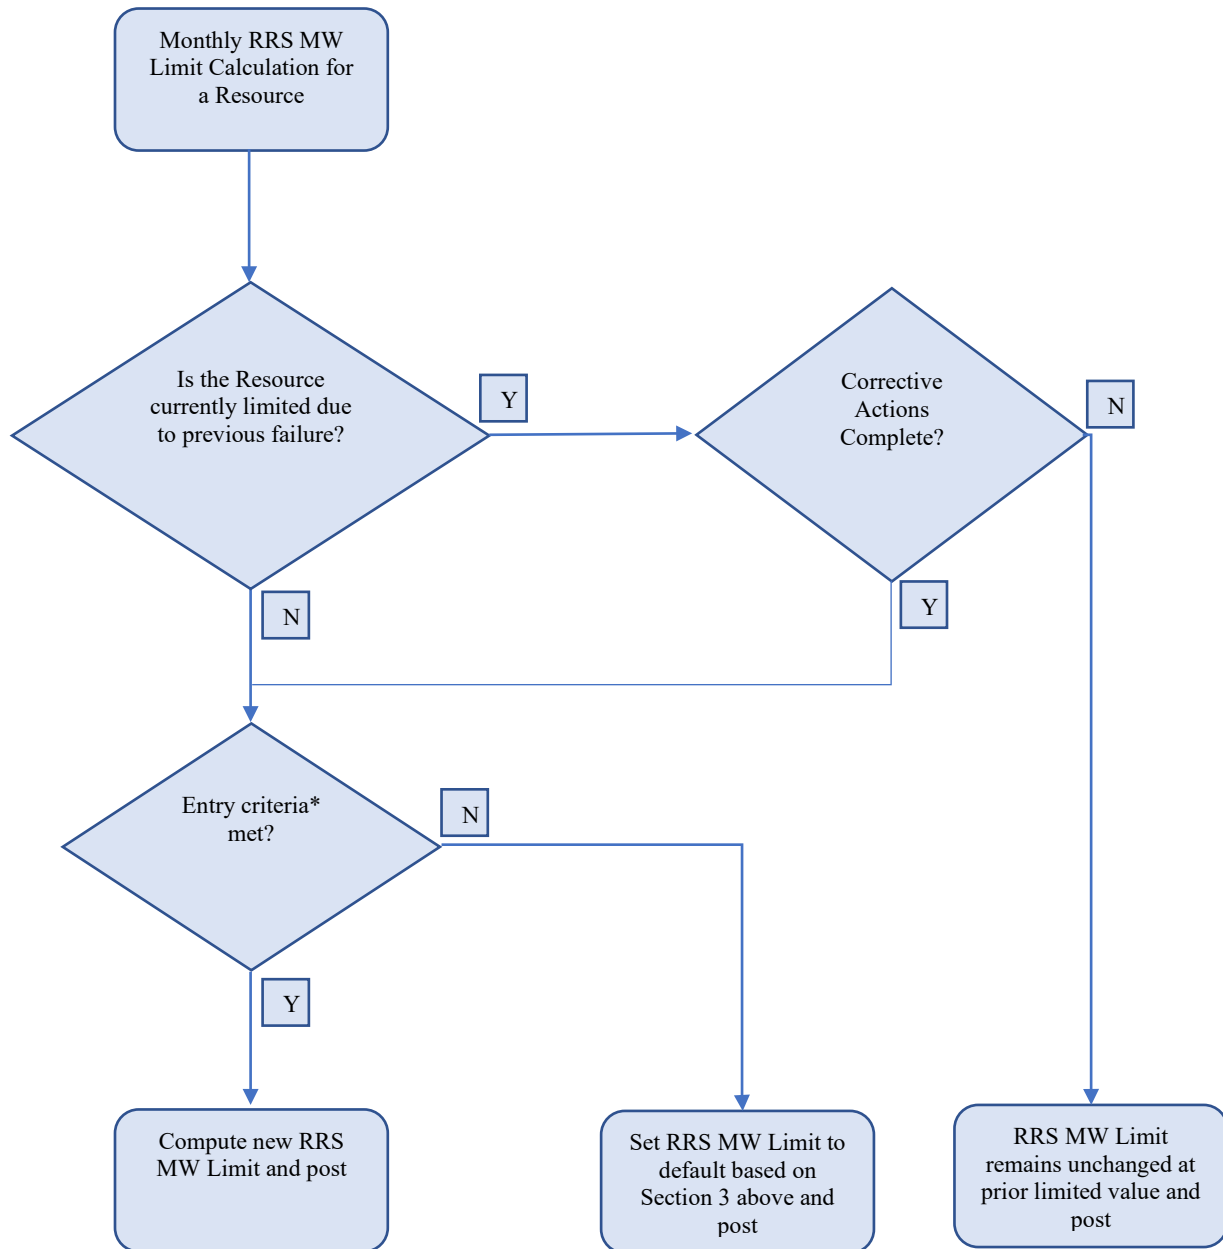 Monthly RRS MW
Limit Calculation for
a Resource
Is the Resource
currently limited due
to previous failure?
Y
Corrective
Actions
Complete?
N
N
Y
Entry criteria*
met?
N
Y
Compute new RRS
MW Limit and post
Set RRS MW Limit to
default based on
Section 3 above and
post
RRS MW Limit
remains unchanged at
prior limited value and
post